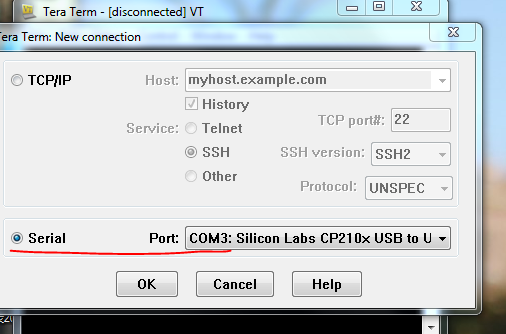 Tera Term - [disconnected] VT
Tera Term: New connection
TCP/IP
Host: myhost.example.com
History
Service: Telnet
TCP port#: 22
SSH
SSH version: SSH2
Other
Protocol: UNSPEC
Serial
Port: COM3: Silicon Labs CP210x USB to U
OK Cancel Help